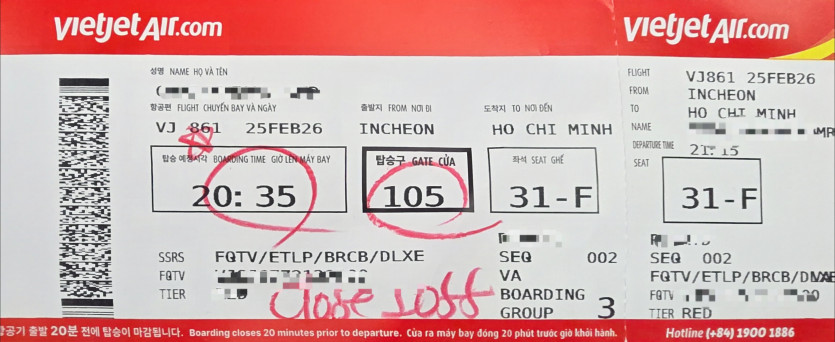 vietjetAir.com
성명 NAME HỌ VÀ TÊN
항공편 FLIGHT CHUYẾN BAY VÀ NGÀY
출발지 FROM NƠI ĐI
도착지 TO NƠI ĐẾN
VJ 861 25FEB26
INCHEON
HO CHI MINH
탑승 예정시각 BOARDING TIME GIỜ LÊN MÁY BAY
탑승구 GATE CỬA
좌석 SEAT GHẾ
20:35
105
31-F
SSRS FQTV/ETLP/BRCB/DLXE
FQTV
TIER
close
SEQ 002
VA
BOARDING
GROUP 3
항공기 출발 20분 전에 탑승이 마감됩니다. Boarding closes 20 minutes prior to departure. Cửa ra máy bay đóng 20 phút trước giờ khởi hành.
vietjetAir.com
FLIGHT VJ861 25FEB26
FROM INCHEON
TO HO CHI MINH
NAME MR
DEPARTURE TIME 21:15
SEAT
31-F
SEQ 002
FQTV/ETLP/BRCB/DLXE
FQTV
TIER RED
Hotline (+84) 1900 1886